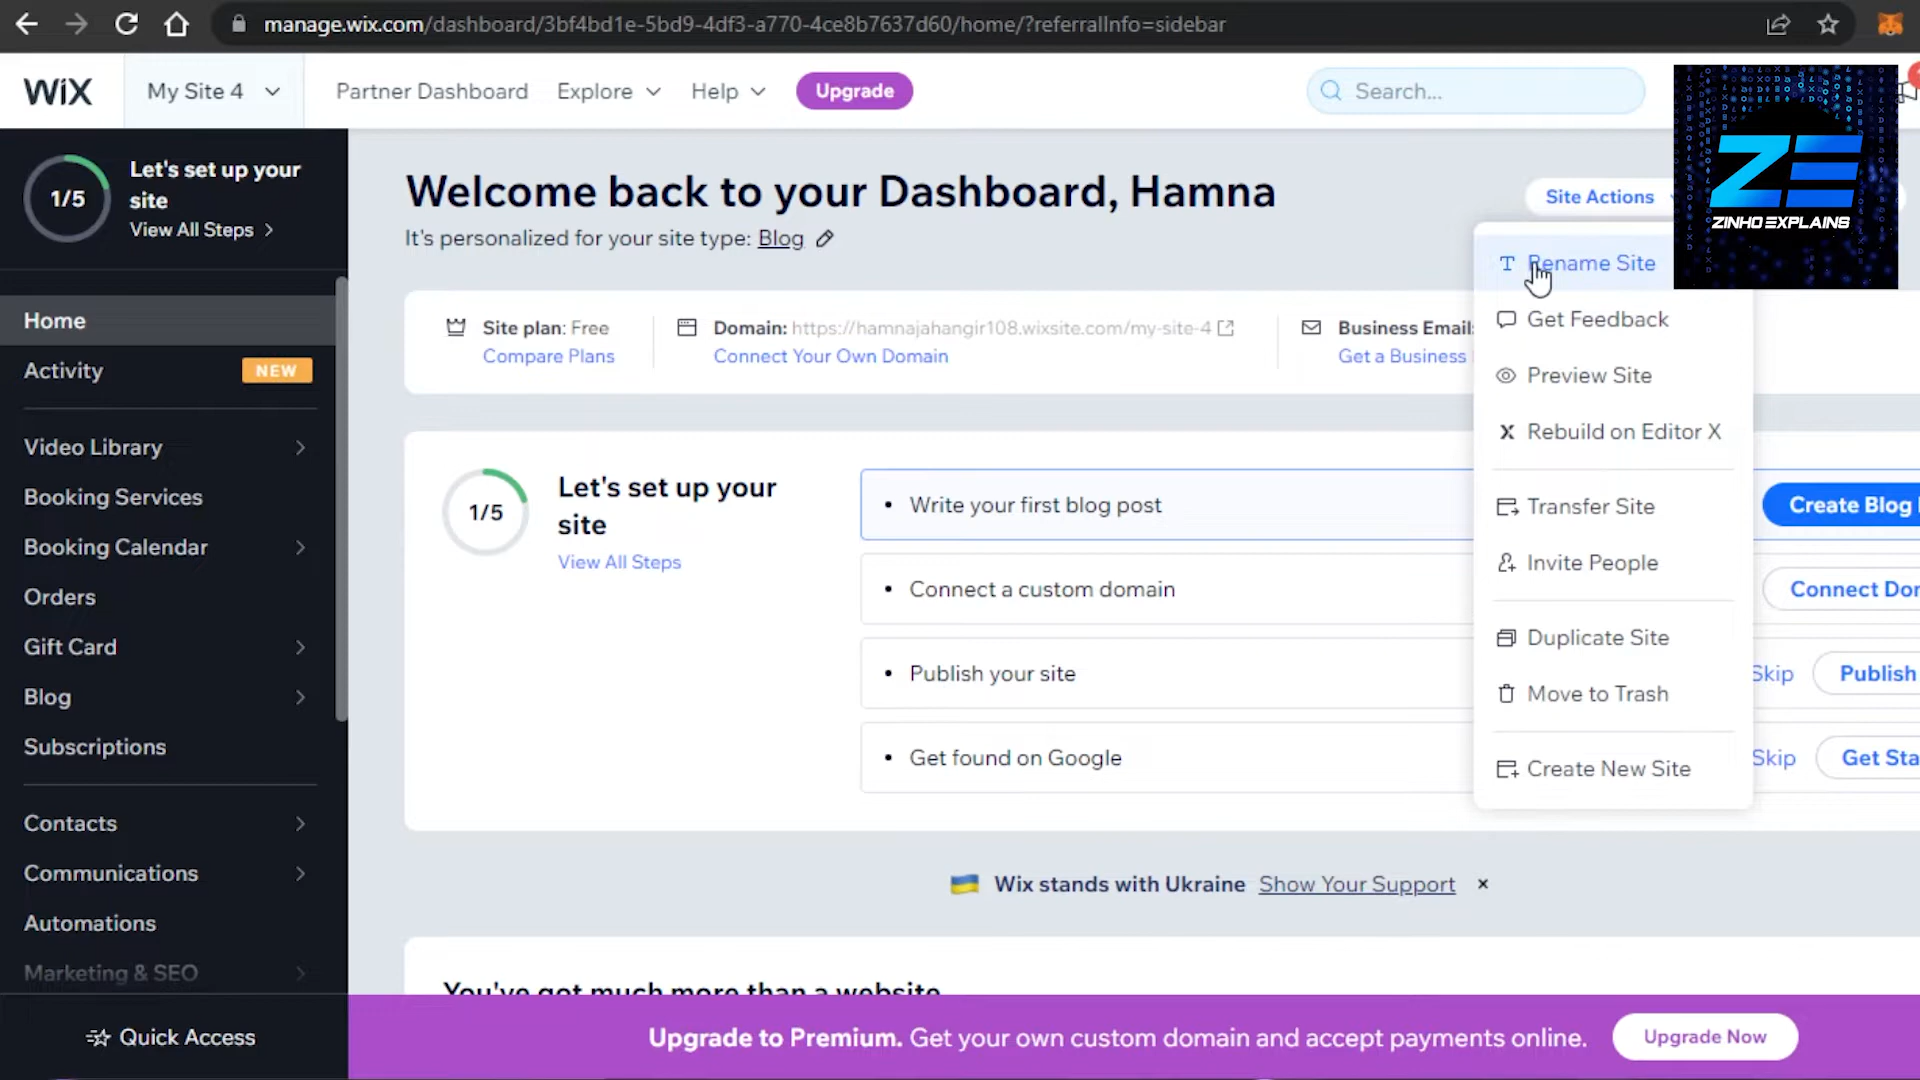 manage.wix.com/dashboard/3bf4bd1e-5bd9-4df3-a770-4ce8b7637d60/home/?referralInfo=sidebar
WiX
My Site 4
Partner Dashboard
Explore
Help
Upgrade
Search...
ZE
ZINHO EXPLAINS
1/5
Let's set up your
site
View All Steps
Home
Activity
NEW
Video Library
Booking Services
Booking Calendar
Orders
Gift Card
Blog
Subscriptions
Contacts
Communications
Automations
Marketing & SEO
Quick Access
Welcome back to your Dashboard, Hamna
It's personalized for your site type: Blog
Site Actions
Site plan: Free
Compare Plans
Domain: https://hamnajahangir108.wixsite.com/my-site-4
Connect Your Own Domain
Business Email:
Get a Business
Rename Site
Get Feedback
Preview Site
Rebuild on Editor X
Transfer Site
Invite People
Duplicate Site
Move to Trash
Create New Site
1/5
Let's set up your
site
View All Steps
Write your first blog post
Create Blog
Connect a custom domain
Connect Dom
Publish your site
Skip
Publish
Get found on Google
Skip
Get Sta
Wix stands with Ukraine Show Your Support
You've got much more than a website
Upgrade to Premium. Get your own custom domain and accept payments online.
Upgrade Now